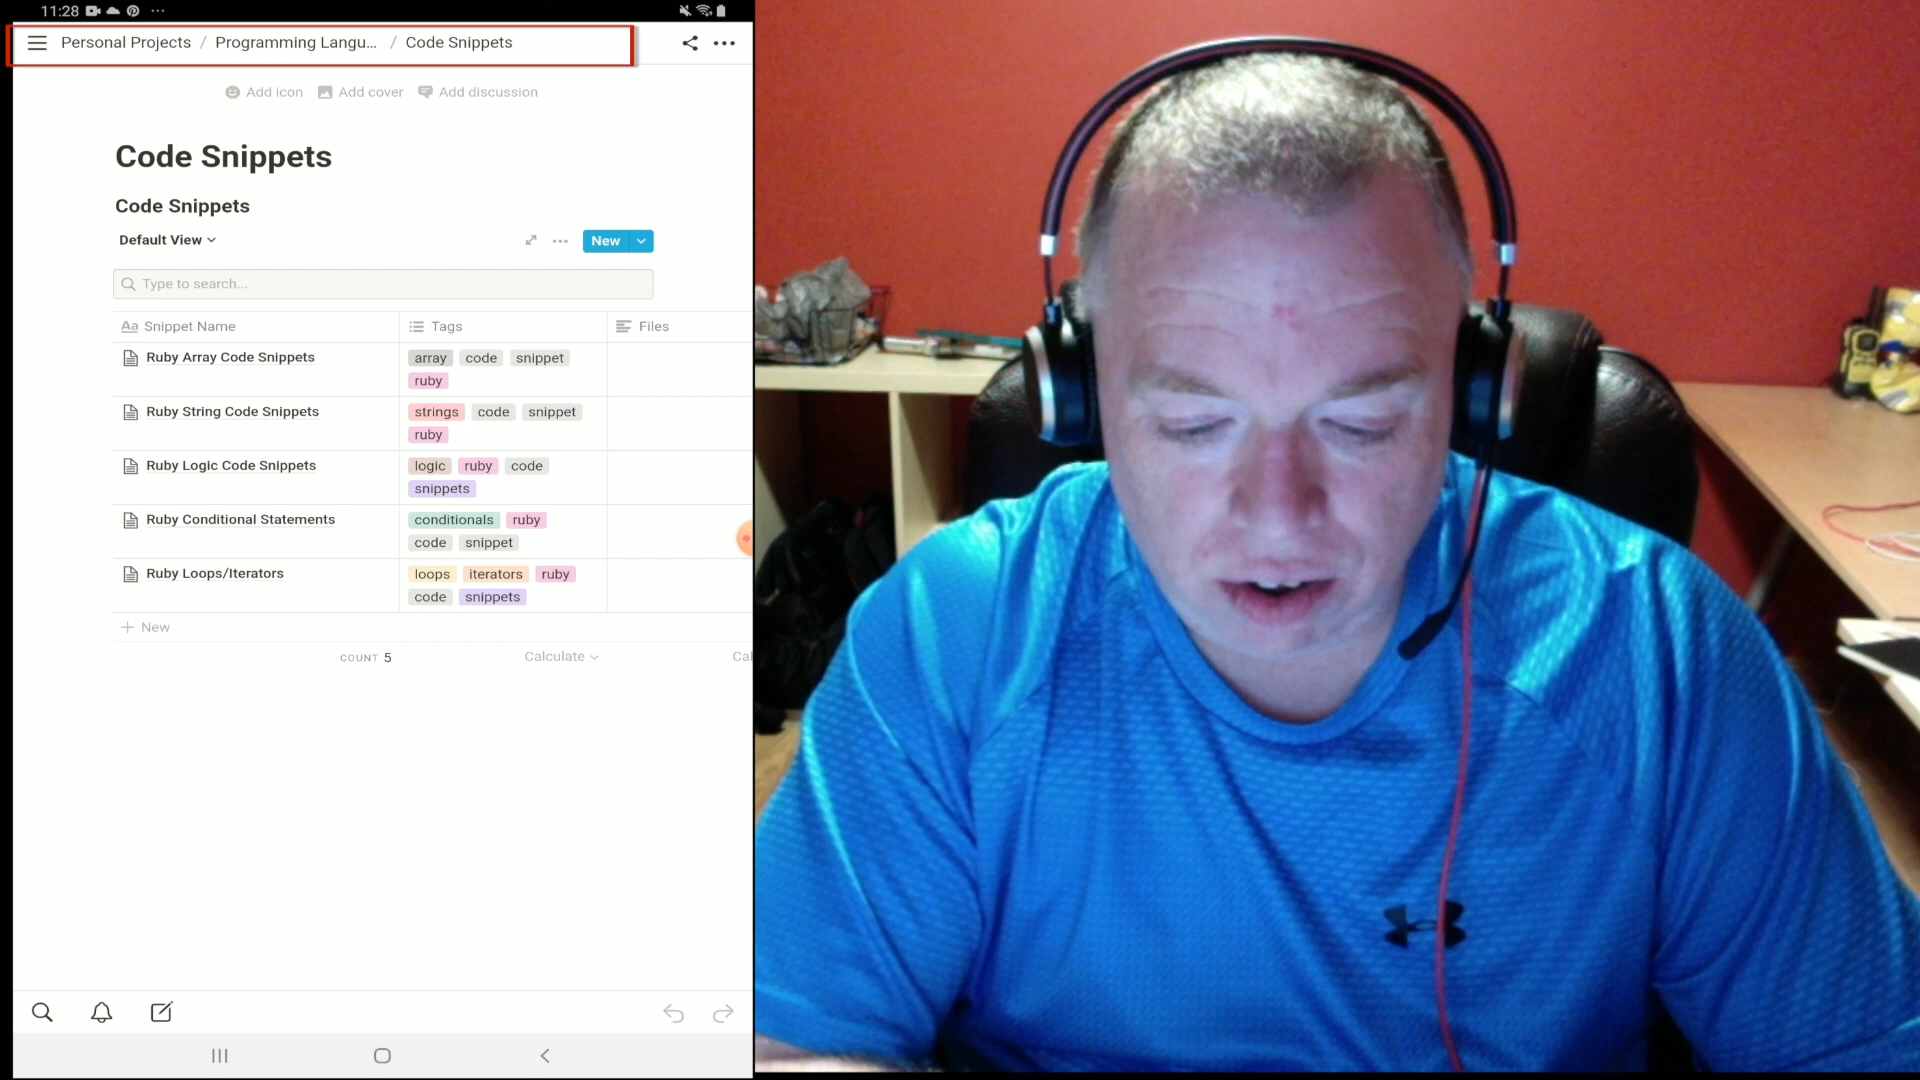 11:28 ...
Personal Projects / Programming Langu... / Code Snippets
Add icon Add cover Add discussion
Code Snippets
Code Snippets
Default View New
Type to search...
Aa Snippet Name Tags Files
Ruby Array Code Snippets array code snippet
ruby
Ruby String Code Snippets strings code snippet
ruby
Ruby Logic Code Snippets logic ruby code
snippets
Ruby Conditional Statements conditionals ruby
code snippet
Ruby Loops/Iterators loops iterators ruby
code snippets
+ New
COUNT 5 Calculate Cal